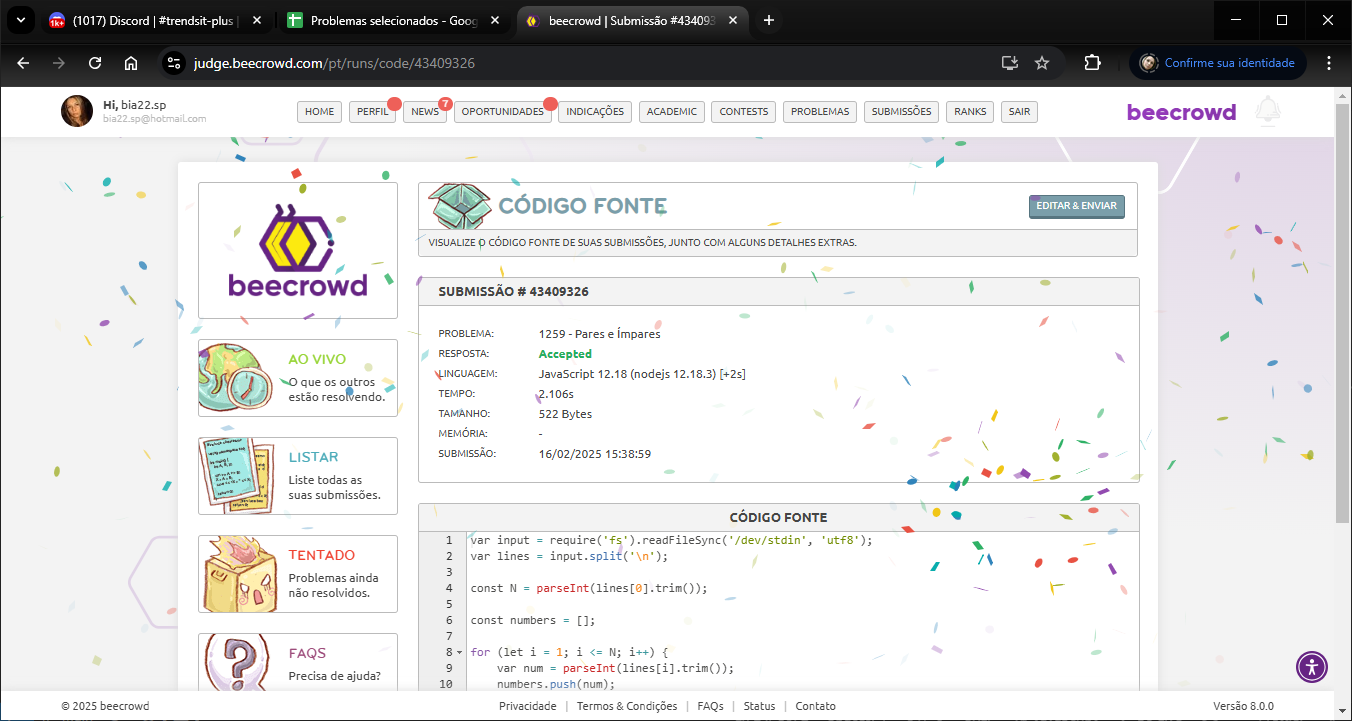 (1017) Discord | #trendsit-plus |
Problemas selecionados - Goog
beecrowd | Submissão #43409
judge.beecrowd.com/pt/runs/code/43409326
Confirme sua identidade
Hi, bia22.sp
bia22.sp@hotmail.com
HOME
PERFIL
NEWS
7
OPORTUNIDADES
INDICAÇÕES
ACADEMIC
CONTESTS
PROBLEMAS
SUBMISSÕES
RANKS
SAIR
beecrowd
beecrowd
CÓDIGO FONTE
EDITAR & ENVIAR
VISUALIZE O CÓDIGO FONTE DE SUAS SUBMISSÕES, JUNTO COM ALGUNS DETALHES EXTRAS.
SUBMISSÃO # 43409326
PROBLEMA: 1259 - Pares e Ímpares
RESPOSTA: Accepted
LINGUAGEM: JavaScript 12.18 (nodejs 12.18.3) [+2s]
TEMPO: 2.106s
TAMANHO: 522 Bytes
MEMÓRIA: -
SUBMISSÃO: 16/02/2025 15:38:59
AO VIVO
O que os outros
estão resolvendo.
LISTAR
Liste todas as
suas submissões.
TENTADO
Problemas ainda
não resolvidos.
FAQS
Precisa de ajuda?
CÓDIGO FONTE
1 var input = require('fs').readFileSync('/dev/stdin', 'utf8');
2 var lines = input.split('\n');
3
4 const N = parseInt(lines[0].trim());
5
6 const numbers = [];
7
8 for (let i = 1; i <= N; i++) {
9 var num = parseInt(lines[i].trim());
10 numbers.push(num);
© 2025 beecrowd
Privacidade | Termos & Condições | FAQs | Status | Contato
Versão 8.0.0